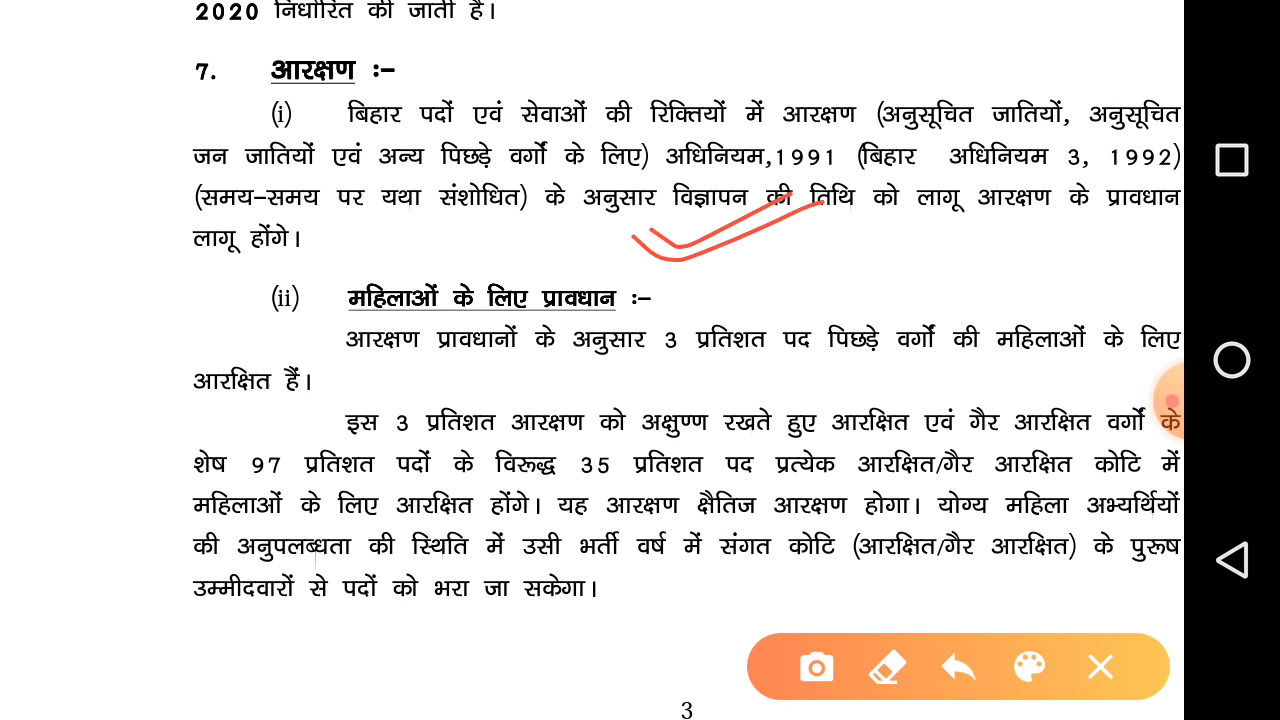 2020 निर्धारित की जाती है।
7. आरक्षण :–
(i) बिहार पदों एवं सेवाओं की रिक्तियों में आरक्षण (अनुसूचित जातियों, अनुसूचित
जन जातियों एवं अन्य पिछड़े वर्गों के लिए) अधिनियम,1991 (बिहार अधिनियम 3, 1992)
(समय–समय पर यथा संशोधित) के अनुसार विज्ञापन की तिथि को लागू आरक्षण के प्रावधान
लागू होंगे।
(ii) महिलाओं के लिए प्रावधान :–
आरक्षण प्रावधानों के अनुसार 3 प्रतिशत पद पिछड़े वर्गों की महिलाओं के लिए
आरक्षित हैं।
इस 3 प्रतिशत आरक्षण को अक्षुण्ण रखते हुए आरक्षित एवं गैर आरक्षित वर्गों के
शेष 97 प्रतिशत पदों के विरूद्ध 35 प्रतिशत पद प्रत्येक आरक्षित/गैर आरक्षित कोटि में
महिलाओं के लिए आरक्षित होंगे। यह आरक्षण क्षैतिज आरक्षण होगा। योग्य महिला अभ्यर्थियों
की अनुपलब्धता की स्थिति में उसी भर्ती वर्ष में संगत कोटि (आरक्षित/गैर आरक्षित) के पुरूष
उम्मीदवारों से पदों को भरा जा सकेगा।
3